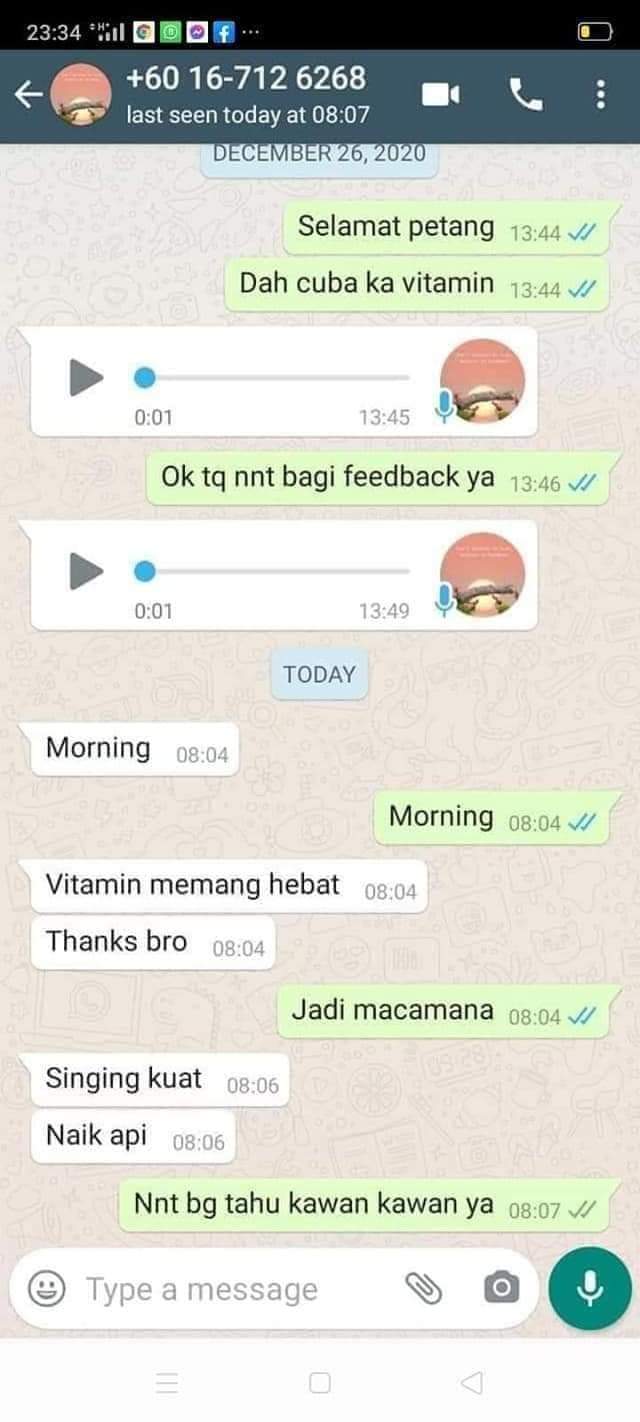 23:34
+60 16-712 6268
last seen today at 08:07
DECEMBER 26, 2020
Selamat petang 13:44
Dah cuba ka vitamin 13:44
0:01 13:45
Ok tq nnt bagi feedback ya 13:46
0:01 13:49
TODAY
Morning 08:04
Morning 08:04
Vitamin memang hebat 08:04
Thanks bro 08:04
Jadi macamana 08:04
Singing kuat 08:06
Naik api 08:06
Nnt bg tahu kawan kawan ya 08:07
Type a message